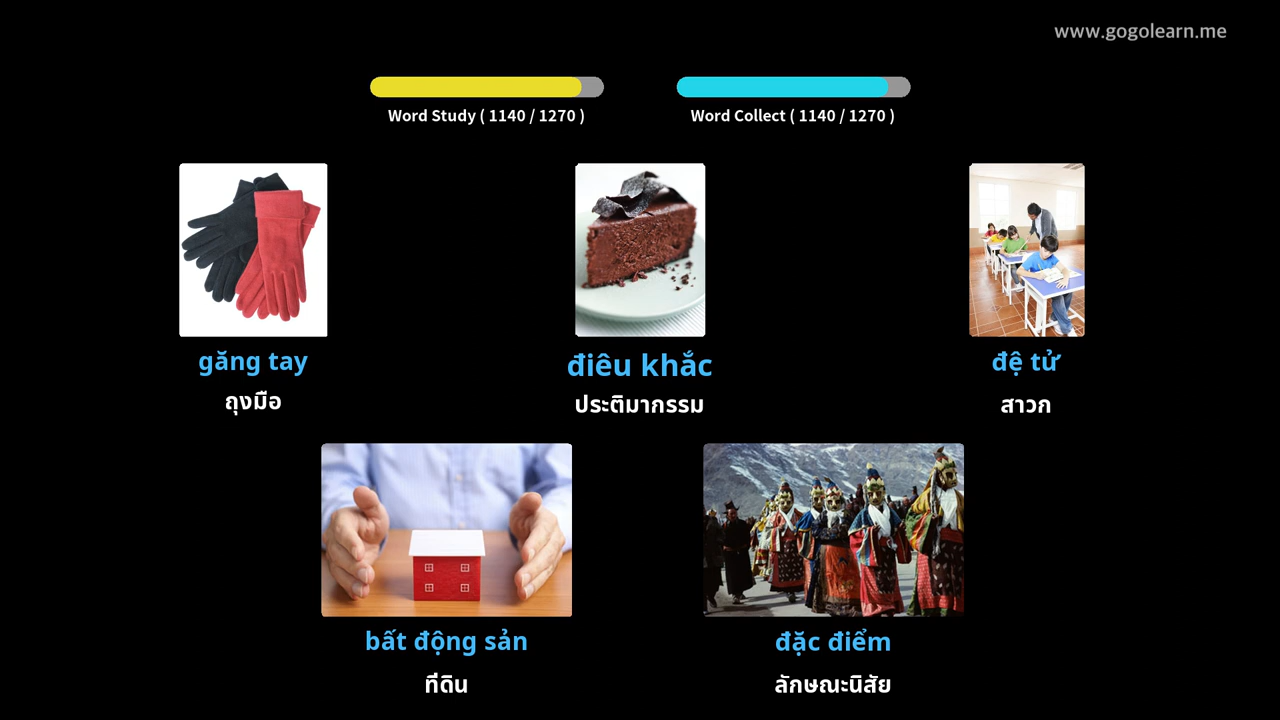 www.gogolearn.me
Word Study ( 1140 / 1270 )
Word Collect ( 1140 / 1270 )
găng tay
ถุงมือ
điêu khắc
ประติมากรรม
đệ tử
สาวก
bất động sản
ที่ดิน
đặc điểm
ลักษณะนิสัย